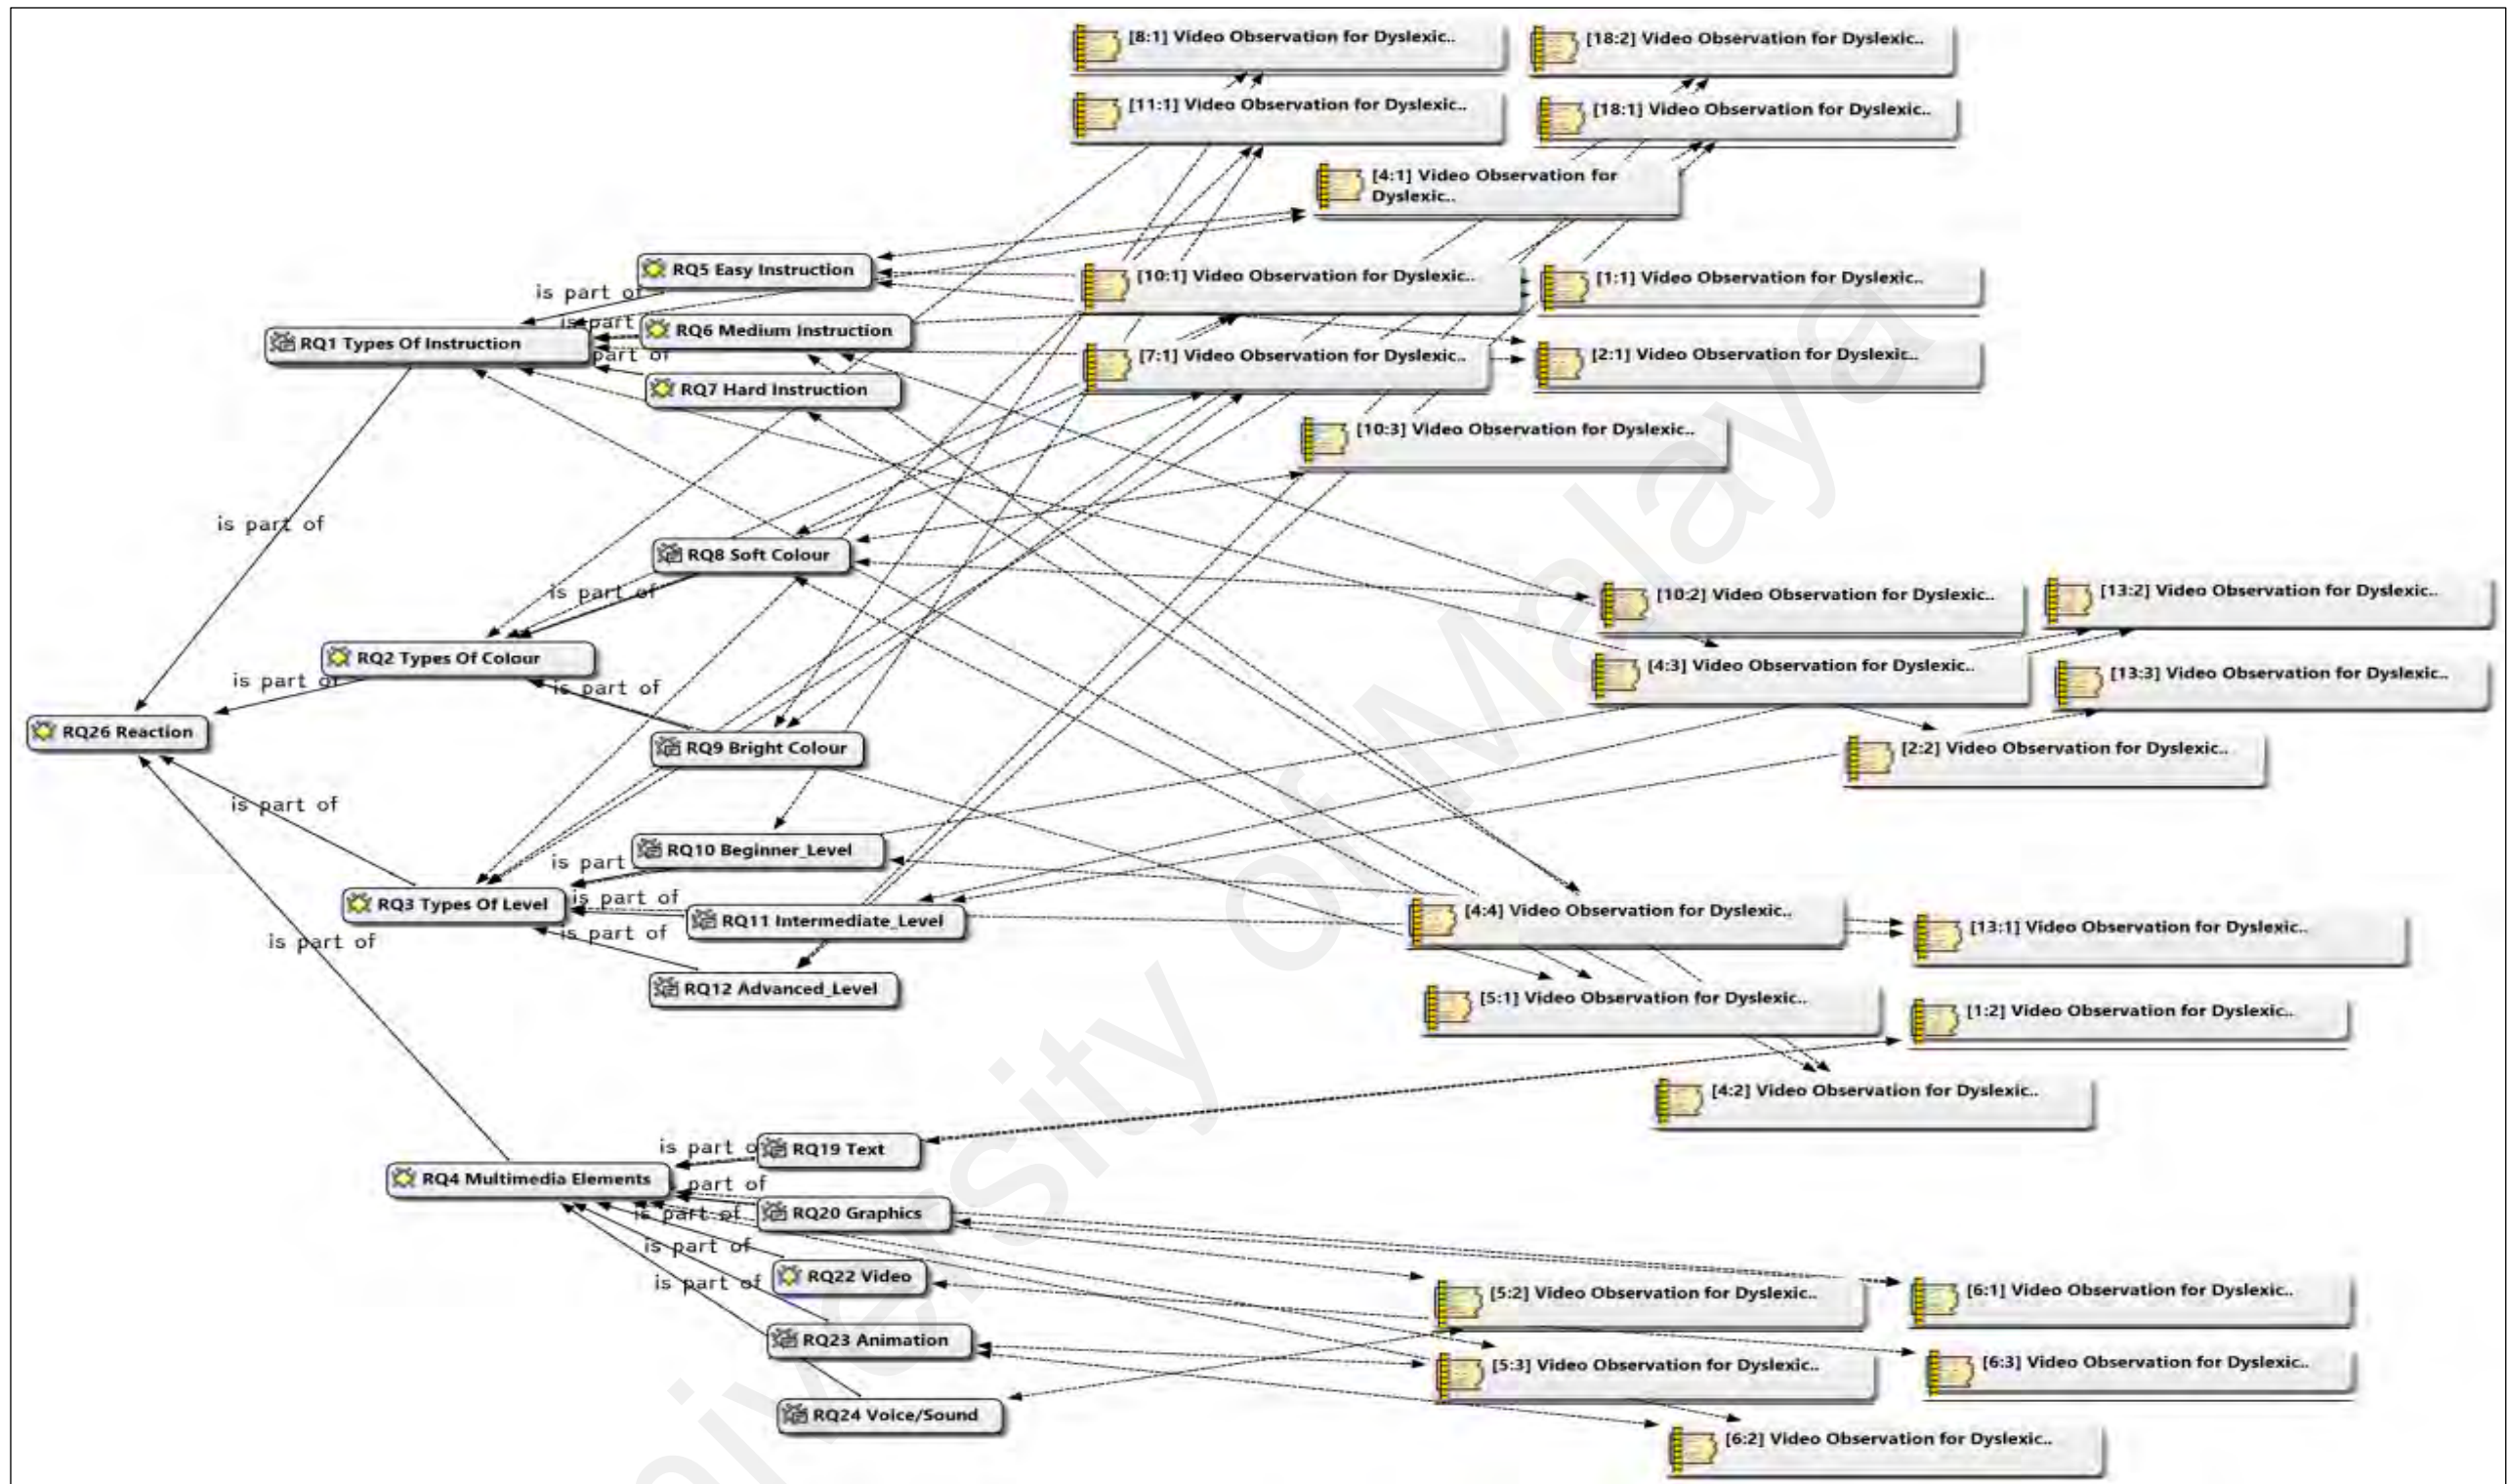 [8:1] Video Observation for Dyslexic..
[18:2] Video Observation for Dyslexic..
[11:1] Video Observation for Dyslexic..
[18:1] Video Observation for Dyslexic..
[4:1] Video Observation for
Dyslexic..
RQ5 Easy Instruction
[10:1] Video Observation for Dyslexic..
[1:1] Video Observation for Dyslexic..
is part of
is part
RQ6 Medium Instruction
RQ1 Types Of Instruction
part of
[7:1] Video Observation for Dyslexic..
[2:1] Video Observation for Dyslexic..
RQ7 Hard Instruction
[10:3] Video Observation for Dyslexic..
is part of
RQ8 Soft Colour
is part of
[10:2] Video Observation for Dyslexic..
[13:2] Video Observation for Dyslexic..
RQ2 Types Of Colour
[4:3] Video Observation for Dyslexic..
[13:3] Video Observation for Dyslexic..
is part of
is part of
RQ26 Reaction
RQ9 Bright Colour
[2:2] Video Observation for Dyslexic..
is part of
RQ10 Beginner_Level
is part
is part of
RQ3 Types Of Level
RQ11 Intermediate_Level
[4:4] Video Observation for Dyslexic..
[13:1] Video Observation for Dyslexic..
is part of
is part of
RQ12 Advanced_Level
[5:1] Video Observation for Dyslexic..
[1:2] Video Observation for Dyslexic..
[4:2] Video Observation for Dyslexic..
is part o
RQ19 Text
RQ4 Multimedia Elements
part of
RQ20 Graphics
is part of
is part of
RQ22 Video
is part of
[5:2] Video Observation for Dyslexic..
[6:1] Video Observation for Dyslexic..
RQ23 Animation
[5:3] Video Observation for Dyslexic..
[6:3] Video Observation for Dyslexic..
RQ24 Voice/Sound
[6:2] Video Observation for Dyslexic..
University of Malaya